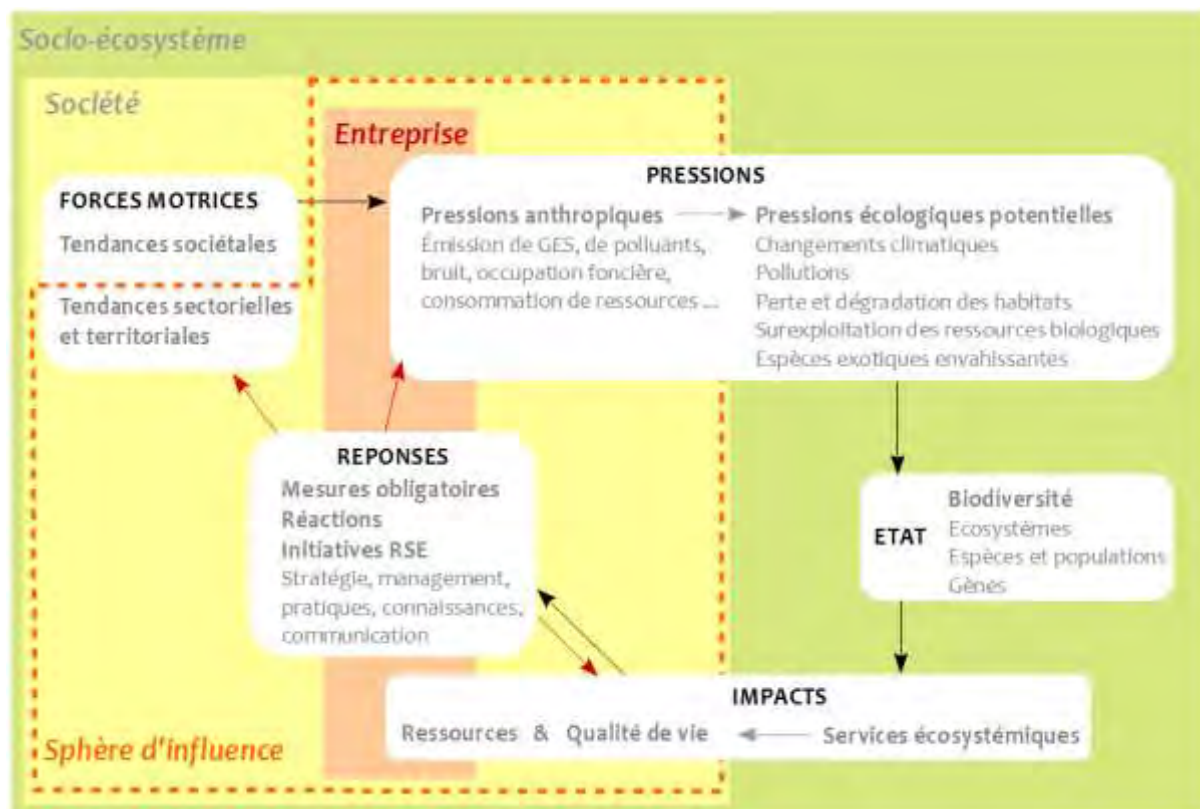 Socio-écosystème
Société
Entreprise
FORCES MOTRICES
Tendances sociétales
Tendances sectorielles
et territoriales
PRESSIONS
Pressions anthropiques
Émission de GES, de polluants,
bruit, occupation foncière,
consommation de ressources ...
Pressions écologiques potentielles
Changements climatiques
Pollutions
Perte et dégradation des habitats
Surexploitation des ressources biologiques
Espèces exotiques envahissantes
REPONSES
Mesures obligatoires
Réactions
Initiatives RSE
Stratégie, management,
pratiques, connaissances,
communication
ETAT
Biodiversité
Ecosystèmes
Espèces et populations
Gènes
IMPACTS
Ressources & Qualité de vie
Services écosystémiques
Sphère d'influence